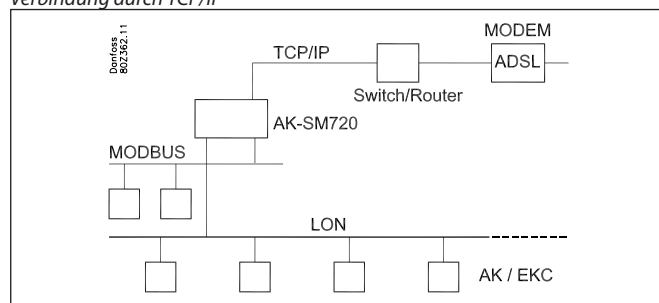 Verbindung durch TCP/IP
Danfoss
80Z362.11
MODEM
TCP/IP
ADSL
Switch/Router
AK-SM720
MODBUS
LON
AK / EKC